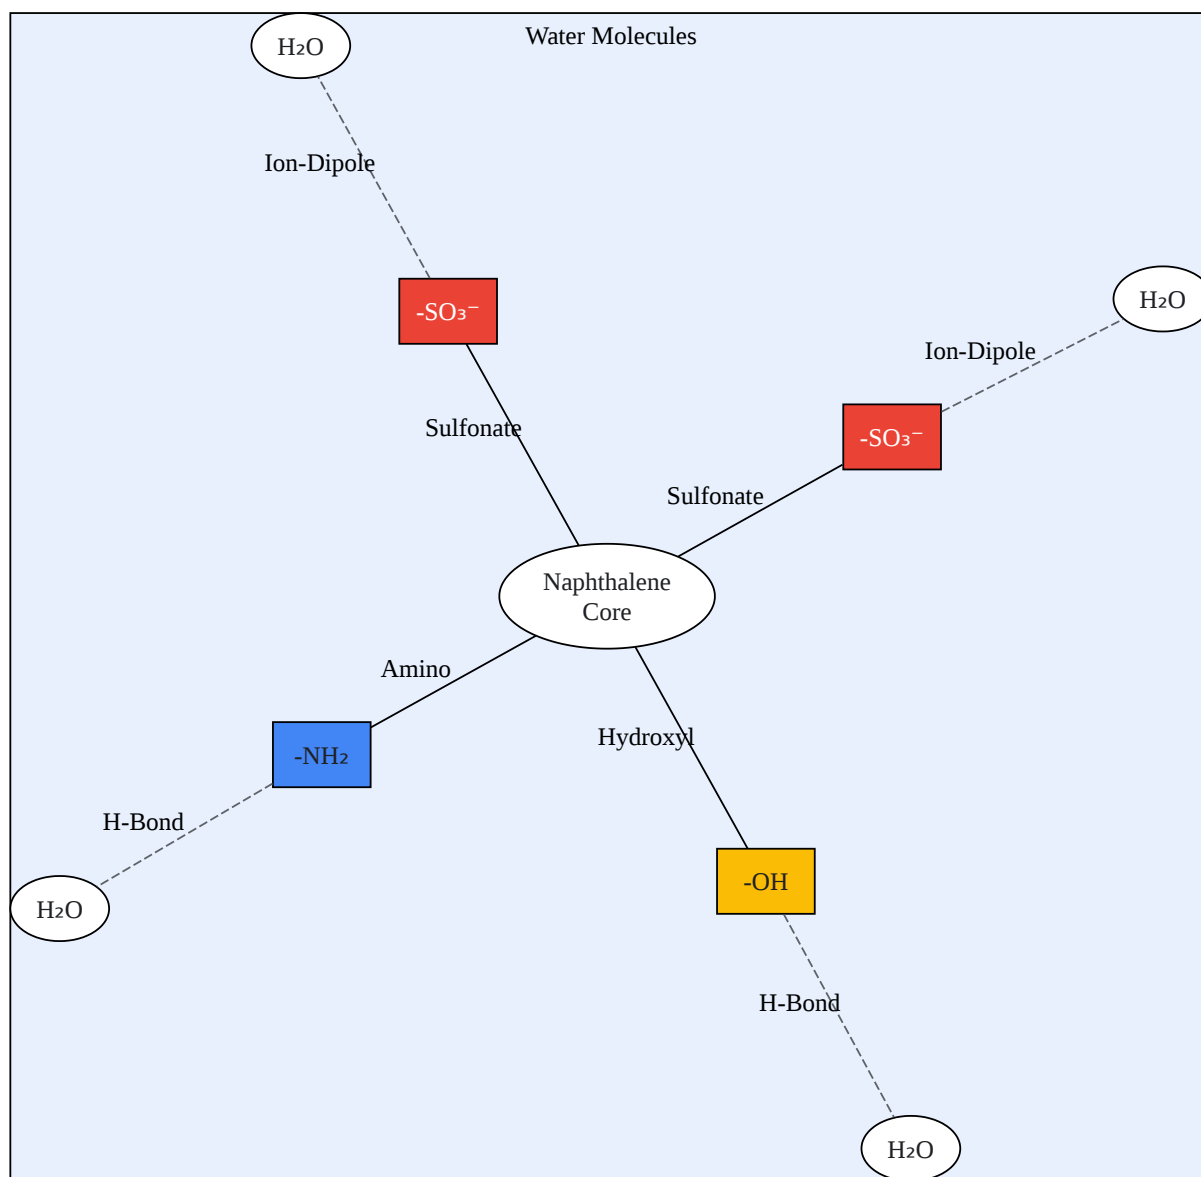 Water Molecules
H₂O
Ion-Dipole
H₂O
-SO₃⁻
Ion-Dipole
-SO₃⁻
Sulfonate
Sulfonate
Naphthalene
Core
Amino
Hydroxyl
-NH₂
H-Bond
-OH
H₂O
H-Bond
H₂O